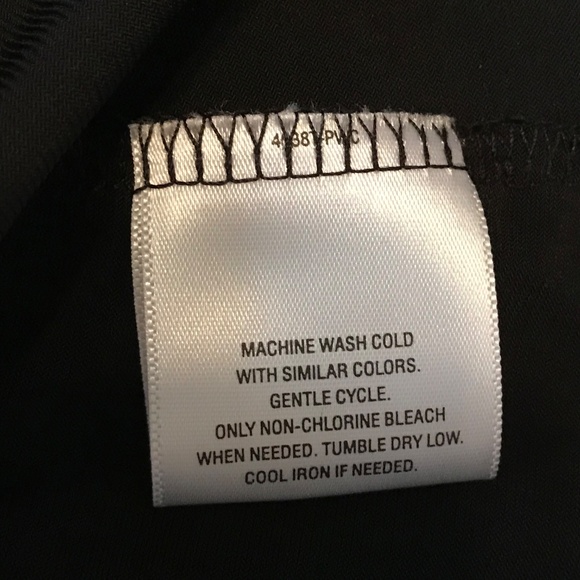 MACHINE WASH COLD
WITH SIMILAR COLORS.
GENTLE CYCLE.
ONLY NON-CHLORINE BLEACH
WHEN NEEDED. TUMBLE DRY LOW.
COOL IRON IF NEEDED.